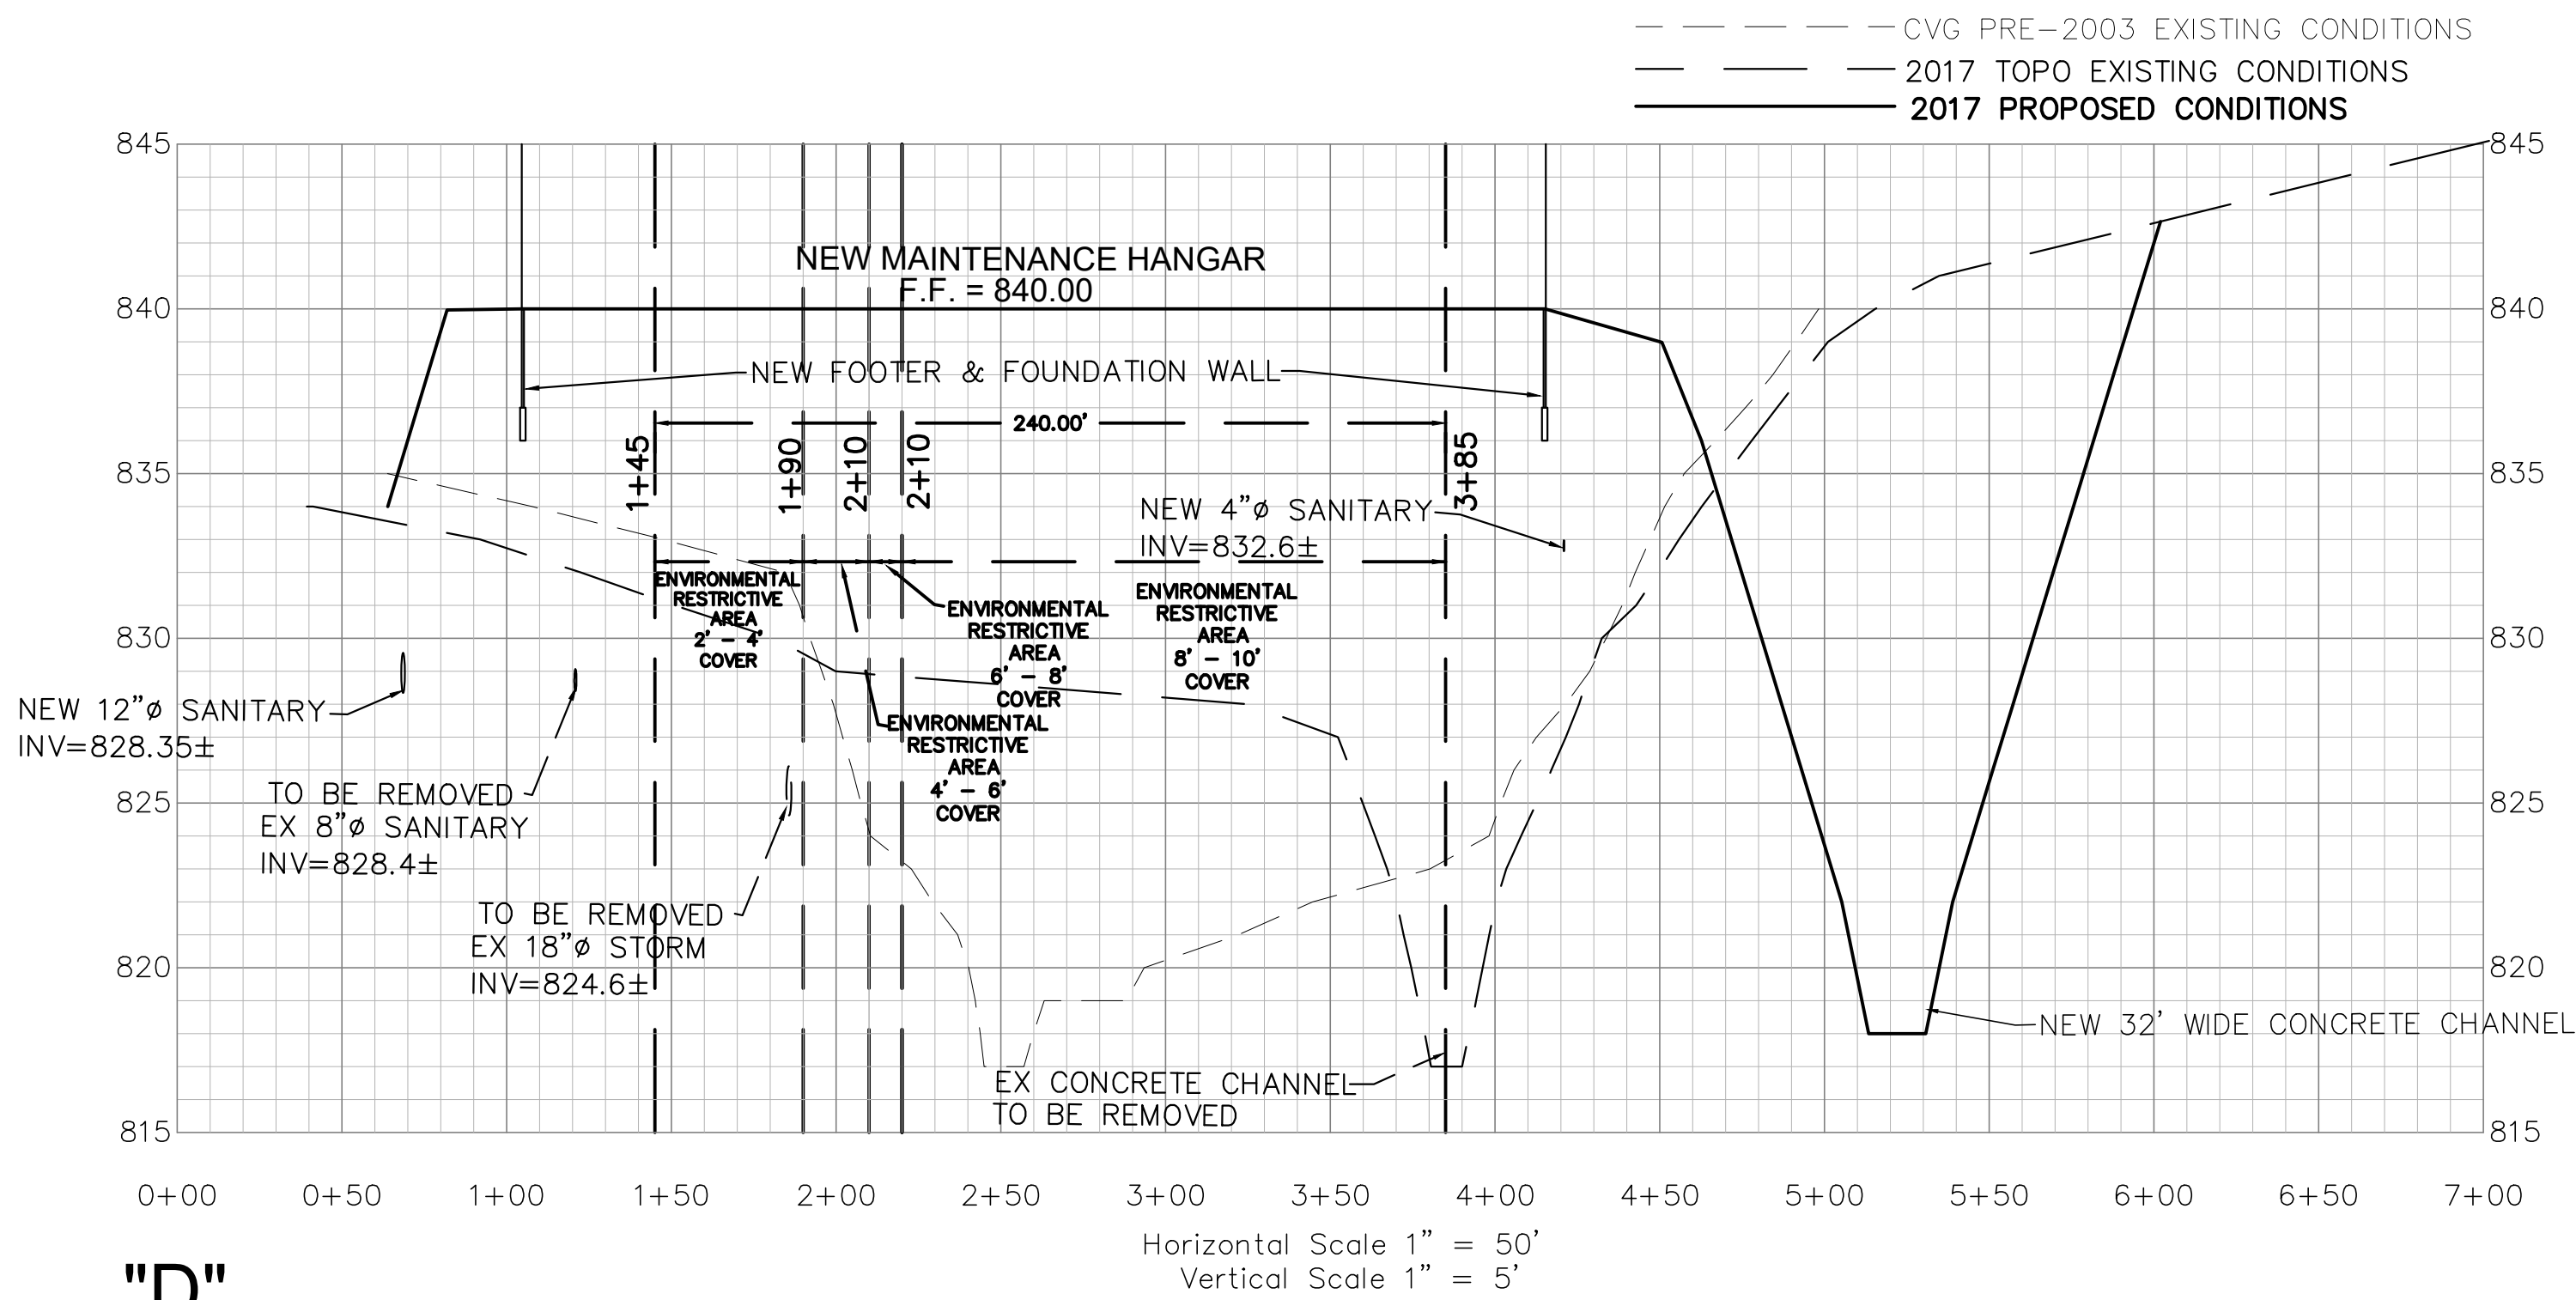 CVG PRE-2003 EXISTING CONDITIONS
2017 TOPO EXISTING CONDITIONS
2017 PROPOSED CONDITIONS
845
845
NEW MAINTENANCE HANGAR
F.F. = 840.00
840
840
NEW FOOTER & FOUNDATION WALL
240.00'
1+45
1+90
2+10
2+10
3+85
835
835
NEW 4"ø SANITARY
INV=832.6±
ENVIRONMENTAL
RESTRICTIVE
AREA
2' - 4'
COVER
ENVIRONMENTAL
RESTRICTIVE
AREA
6' - 8'
COVER
ENVIRONMENTAL
RESTRICTIVE
AREA
8' - 10'
COVER
830
830
NEW 12"ø SANITARY
INV=828.35±
ENVIRONMENTAL
RESTRICTIVE
AREA
4' - 6'
COVER
TO BE REMOVED
EX 8"ø SANITARY
INV=828.4±
825
825
TO BE REMOVED
EX 18"ø STORM
INV=824.6±
820
820
NEW 32' WIDE CONCRETE CHANNEL
EX CONCRETE CHANNEL
TO BE REMOVED
815
815
0+00 0+50 1+00 1+50 2+00 2+50 3+00 3+50 4+00 4+50 5+00 5+50 6+00 6+50 7+00
Horizontal Scale 1" = 50'
Vertical Scale 1" = 5'
"D"